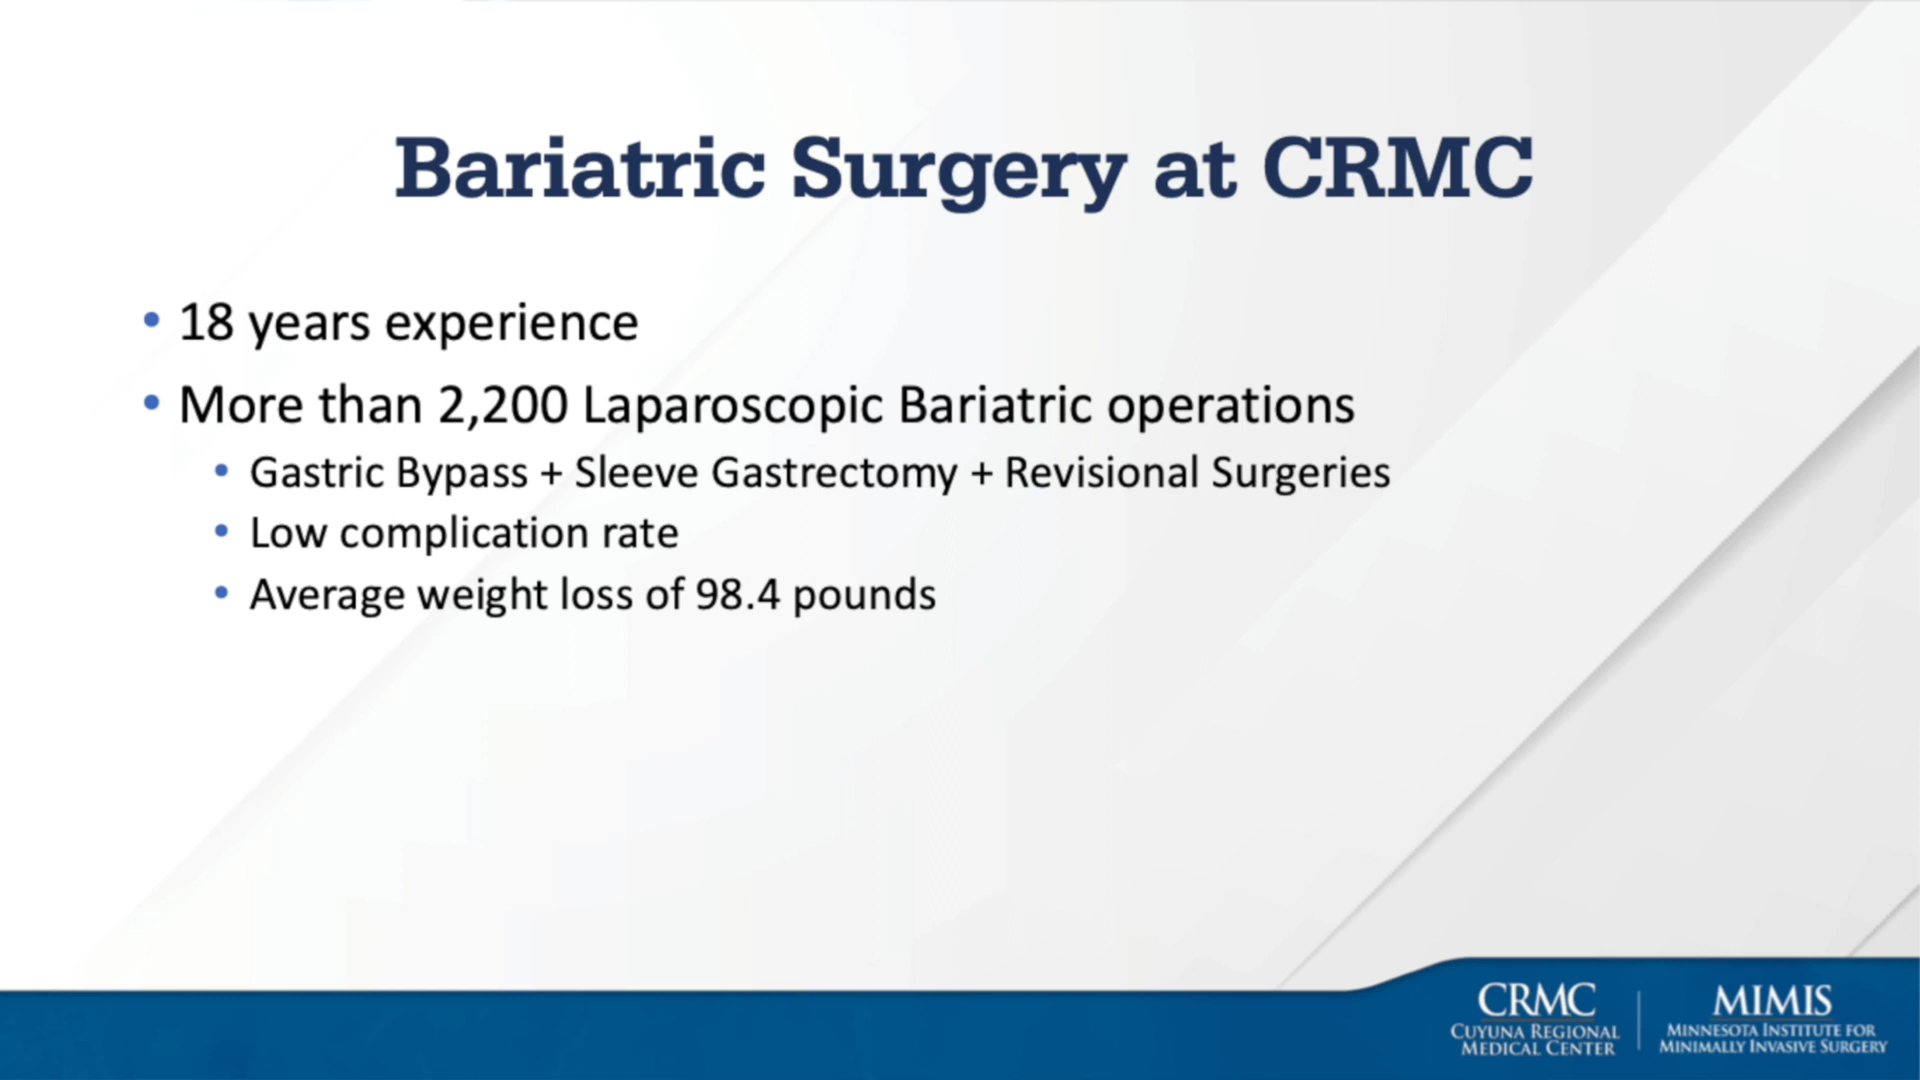 Bariatric Surgery at CRMC
• 18 years experience
• More than 2,200 Laparoscopic Bariatric operations
• Gastric Bypass + Sleeve Gastrectomy + Revisional Surgeries
• Low complication rate
• Average weight loss of 98.4 pounds
CRMC
CUYUNA REGIONAL
MEDICAL CENTER
MIMIS
MINNESOTA INSTITUTE FOR
MINIMALLY INVASIVE SURGERY